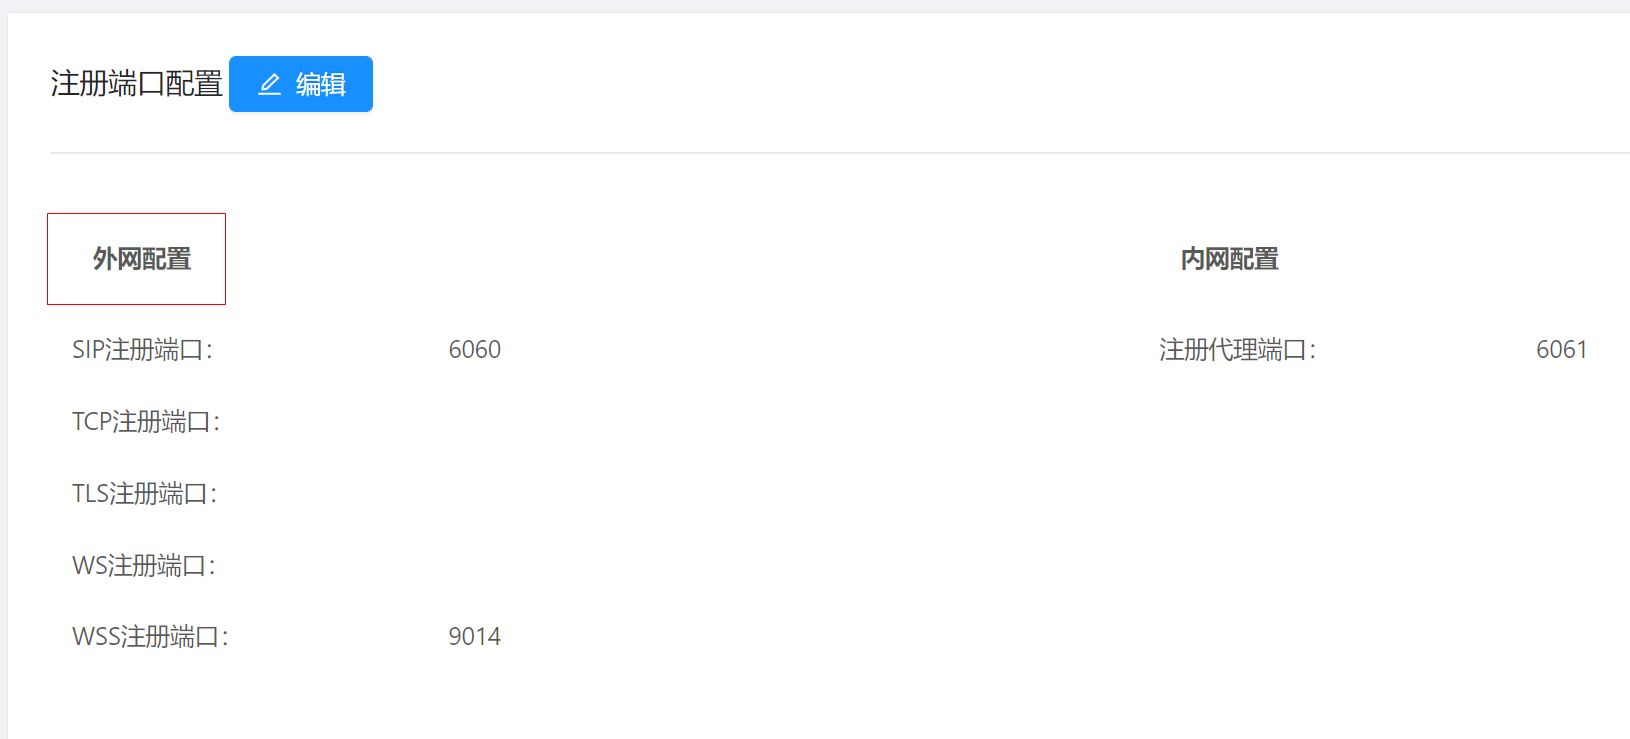 注册端口配置 编辑
外网配置 内网配置
SIP注册端口： 6060 注册代理端口： 6061
TCP注册端口：
TLS注册端口：
WS注册端口：
WSS注册端口： 9014